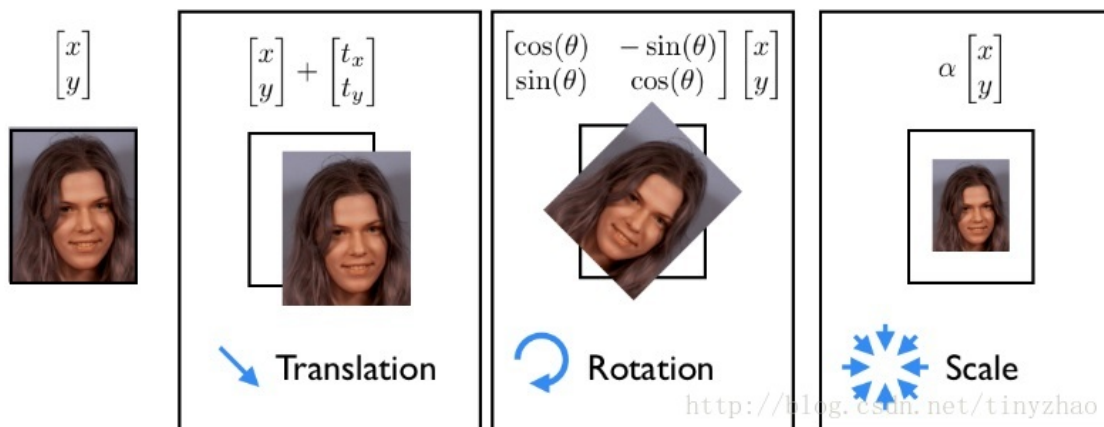 [x y]
[x y] + [t_x t_y]
[cos(θ) − sin(θ) sin(θ) cos(θ)] [x y]
α [x y]
Translation
Rotation
Scale
http://blog.csdn.net/tinyzhao